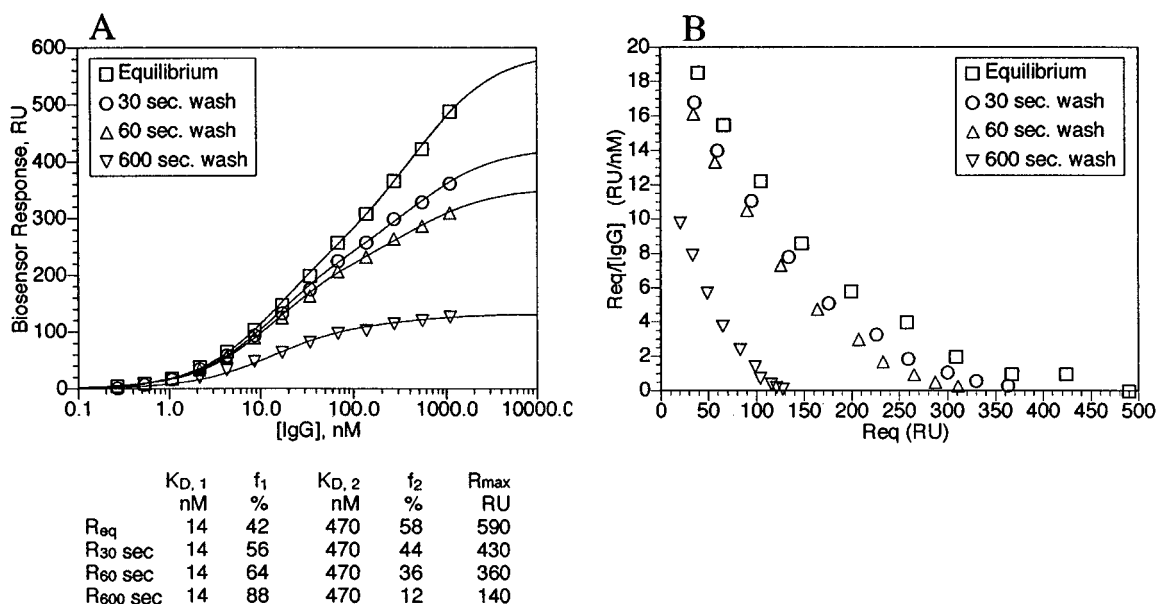 A
600
500
400
300
200
100
0
Biosensor Response, RU
Equilibrium
30 sec. wash
60 sec. wash
600 sec. wash
0.1 1.0 10.0 100.0 1000.0 10000.0
[IgG], nM
B
20
18
16
14
12
10
8
6
4
2
0
Req/[IgG] (RU/nM)
Equilibrium
30 sec. wash
60 sec. wash
600 sec. wash
0 50 100 150 200 250 300 350 400 450 500
Req (RU)
KD, 1 f1 KD, 2 f2 Rmax
nM % nM % RU
Req 14 42 470 58 590
R30 sec 14 56 470 44 430
R60 sec 14 64 470 36 360
R600 sec 14 88 470 12 140